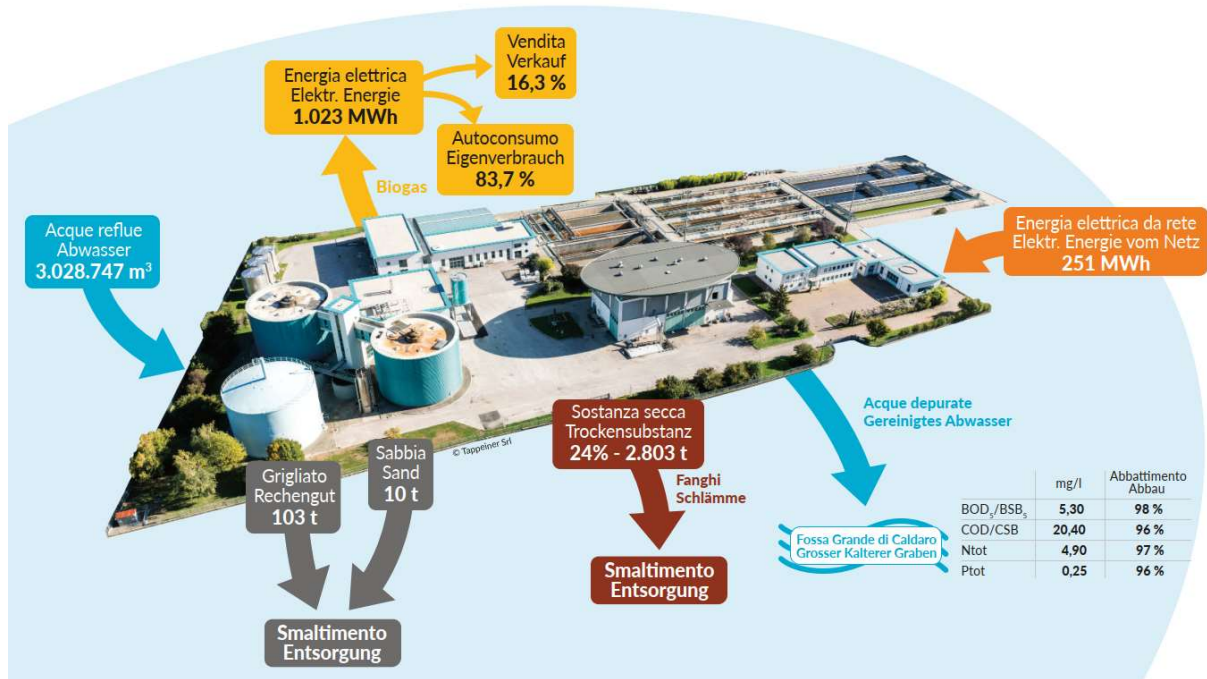 Vendita
Verkauf
16,3 %
Energia elettrica
Elektr. Energie
1.023 MWh
Autoconsumo
Eigenverbrauch
83,7 %
Biogas
Acque reflue
Abwasser
3.028.747 m³
Energia elettrica da rete
Elektr. Energie vom Netz
251 MWh
© Tappeiner Srl
Grigliato
Rechengut
103 t
Sabbia
Sand
10 t
Smaltimento
Entsorgung
Sostanza secca
Trockensubstanz
24% - 2.803 t
Fanghi
Schlämme
Smaltimento
Entsorgung
Acque depurate
Gereinigtes Abwasser
Fossa Grande di Caldaro
Grosser Kalterer Graben
mg/l Abbattimento Abbau
BOD₅/BSB₅ 5,30 98 %
COD/CSB 20,40 96 %
Ntot 4,90 97 %
Ptot 0,25 96 %